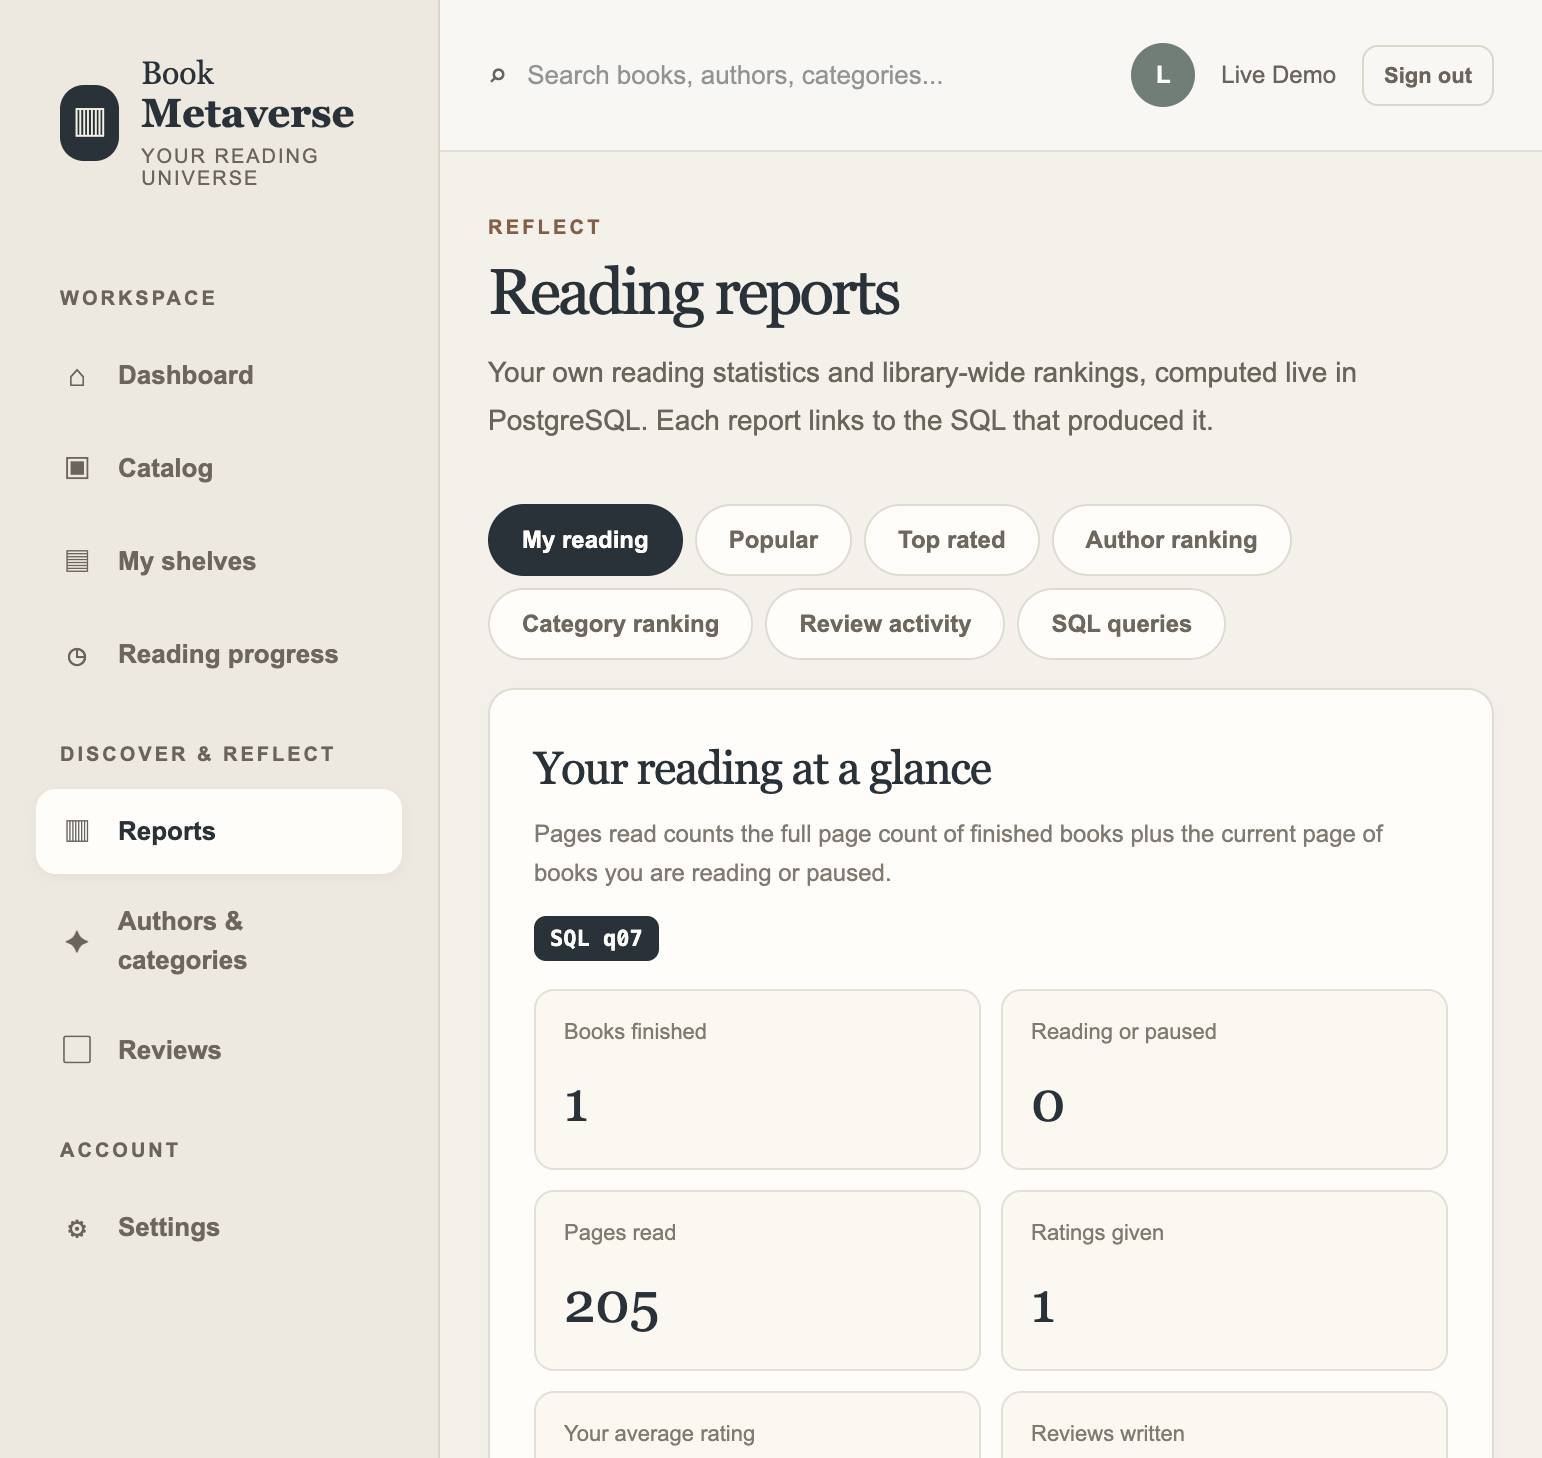 Book
Metaverse
YOUR READING
UNIVERSE
WORKSPACE
Dashboard
Catalog
My shelves
Reading progress
DISCOVER & REFLECT
Reports
Authors &
categories
Reviews
ACCOUNT
Settings
Search books, authors, categories...
L
Live Demo
Sign out
REFLECT
Reading reports
Your own reading statistics and library-wide rankings, computed live in
PostgreSQL. Each report links to the SQL that produced it.
My reading
Popular
Top rated
Author ranking
Category ranking
Review activity
SQL queries
Your reading at a glance
Pages read counts the full page count of finished books plus the current page of
books you are reading or paused.
SQL q07
Books finished
1
Reading or paused
0
Pages read
205
Ratings given
1
Your average rating
Reviews written